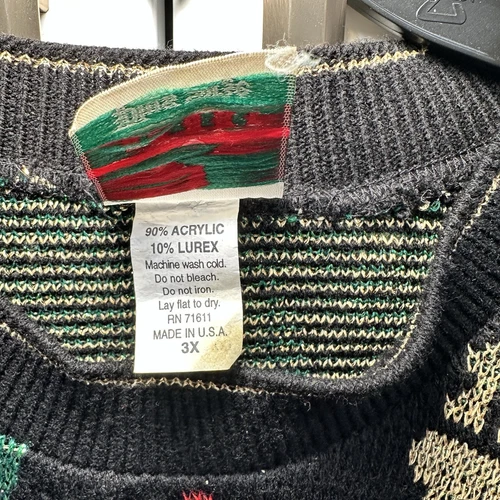 90% ACRYLIC
10% LUREX
Machine wash cold.
Do not bleach.
Do not iron.
Lay flat to dry.
RN 71611
MADE IN U.S.A.
3X